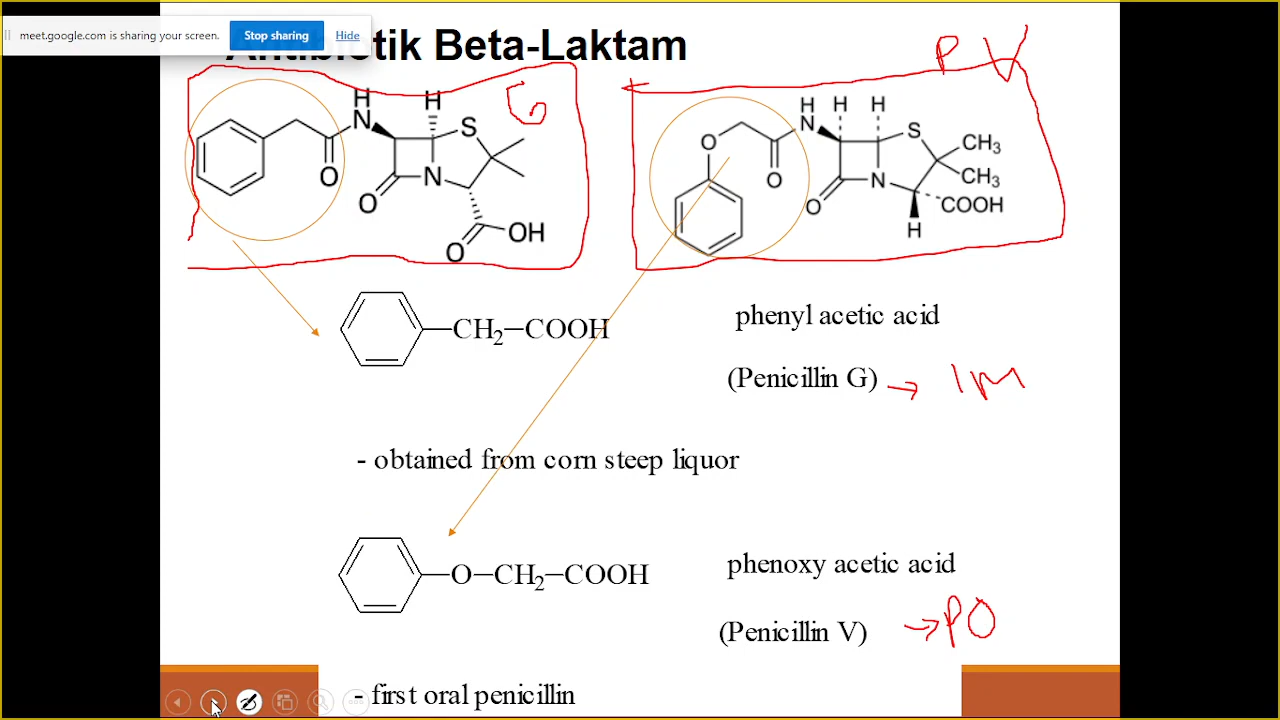 meet.google.com is sharing your screen. Stop sharing Hide
Beta-Laktam
P V
G
H H
N
S
O
O
N
O
OH
H H H
N
S
O
O
O
N
CH3
CH3
COOH
H
CH2-COOH
phenyl acetic acid
(Penicillin G) → IM
- obtained from corn steep liquor
O-CH2-COOH
phenoxy acetic acid
(Penicillin V) → PO
- first oral penicillin